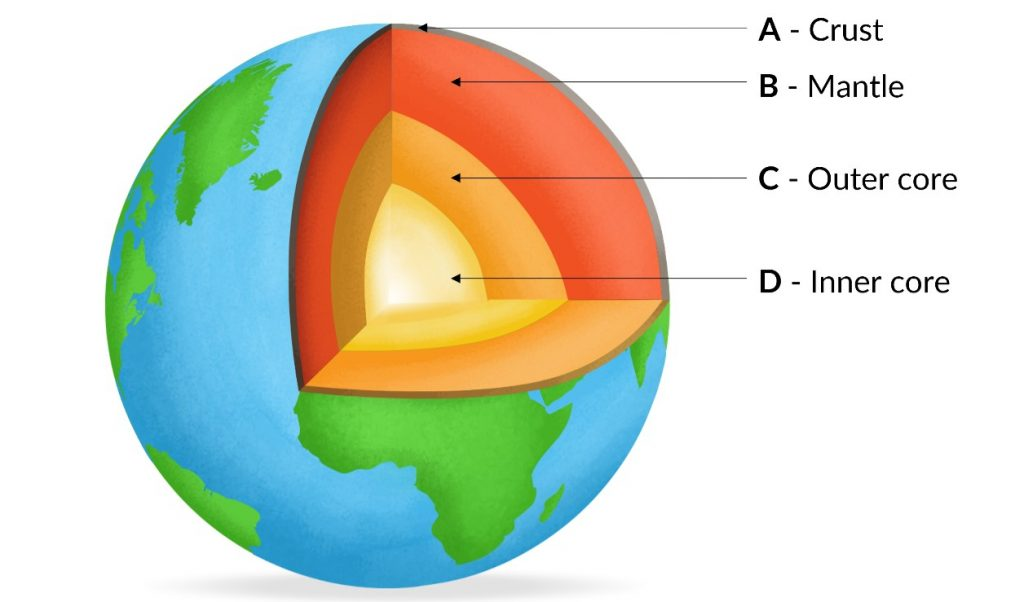 A - Crust
B - Mantle
C - Outer core
D - Inner core